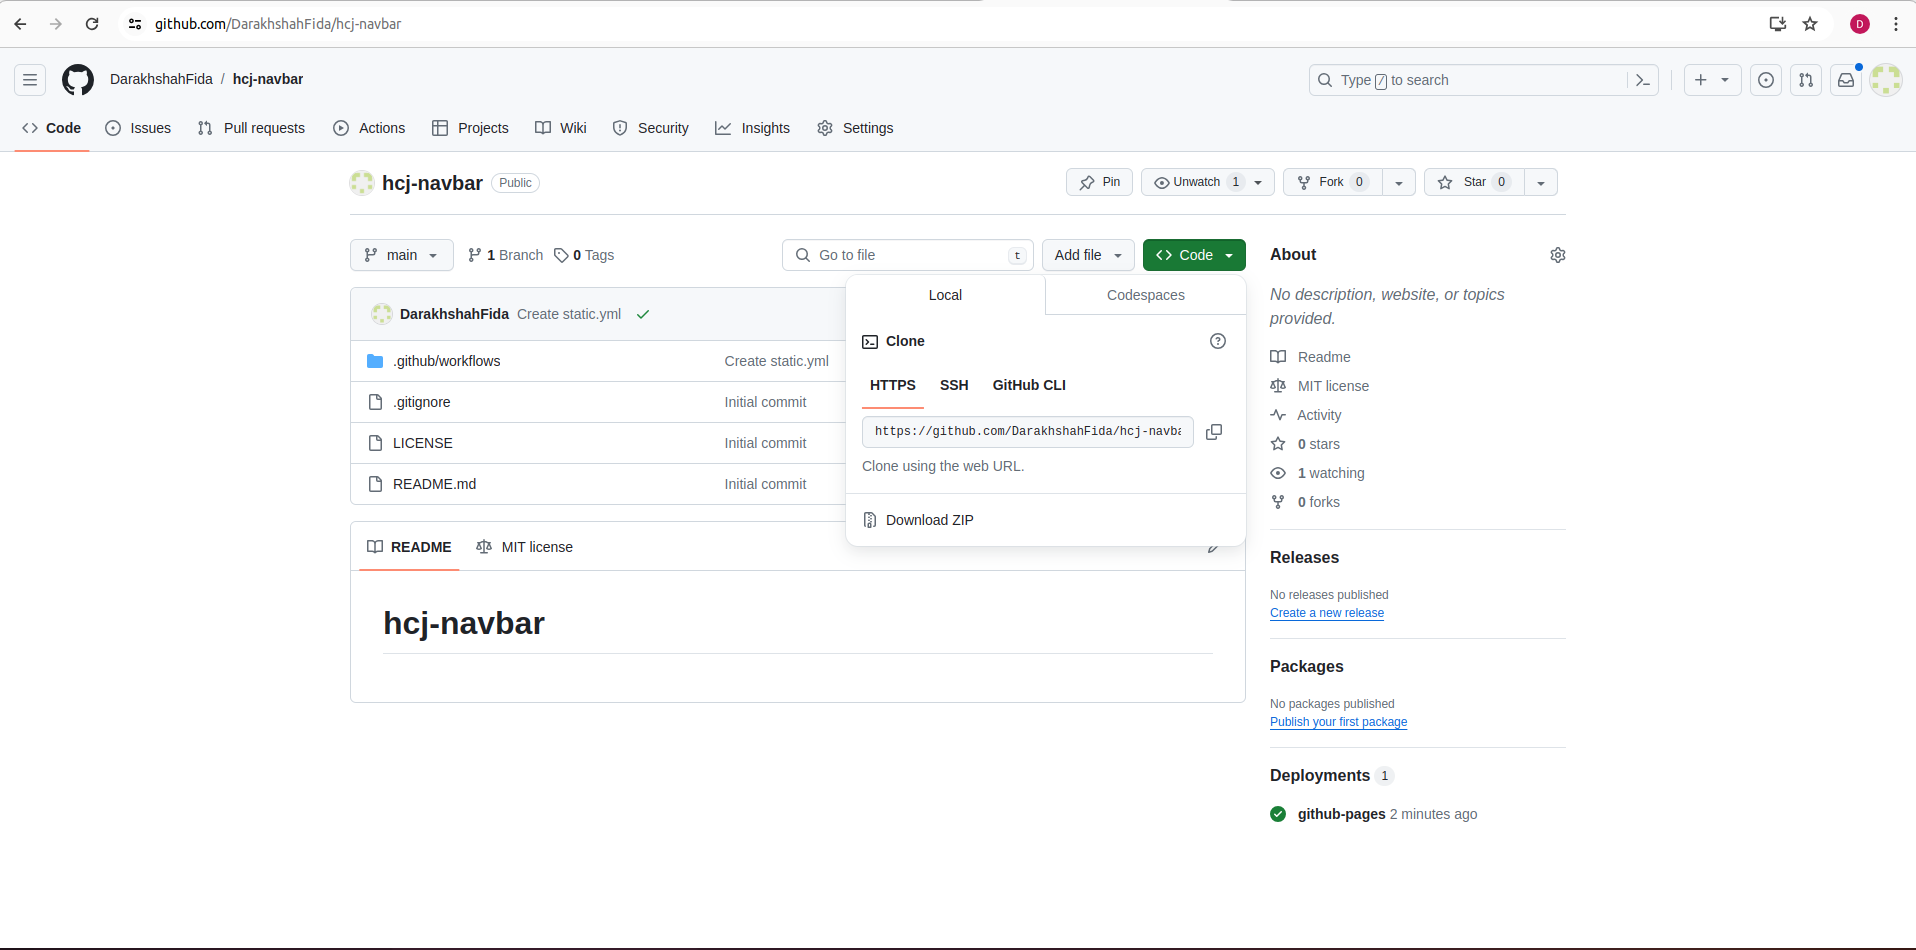 github.com/DarakhshahFida/hcj-navbar
D
DarakhshahFida / hcj-navbar
Type / to search
Code Issues Pull requests Actions Projects Wiki Security Insights Settings
hcj-navbar Public
Pin Unwatch 1 Fork 0 Star 0
main 1 Branch 0 Tags Go to file t Add file Code
Local Codespaces
Clone
HTTPS SSH GitHub CLI
https://github.com/DarakhshahFida/hcj-navba
Clone using the web URL.
Download ZIP
DarakhshahFida Create static.yml
.github/workflows Create static.yml
.gitignore Initial commit
LICENSE Initial commit
README.md Initial commit
README MIT license
hcj-navbar
About
No description, website, or topics
provided.
Readme
MIT license
Activity
0 stars
1 watching
0 forks
Releases
No releases published
Create a new release
Packages
No packages published
Publish your first package
Deployments 1
github-pages 2 minutes ago